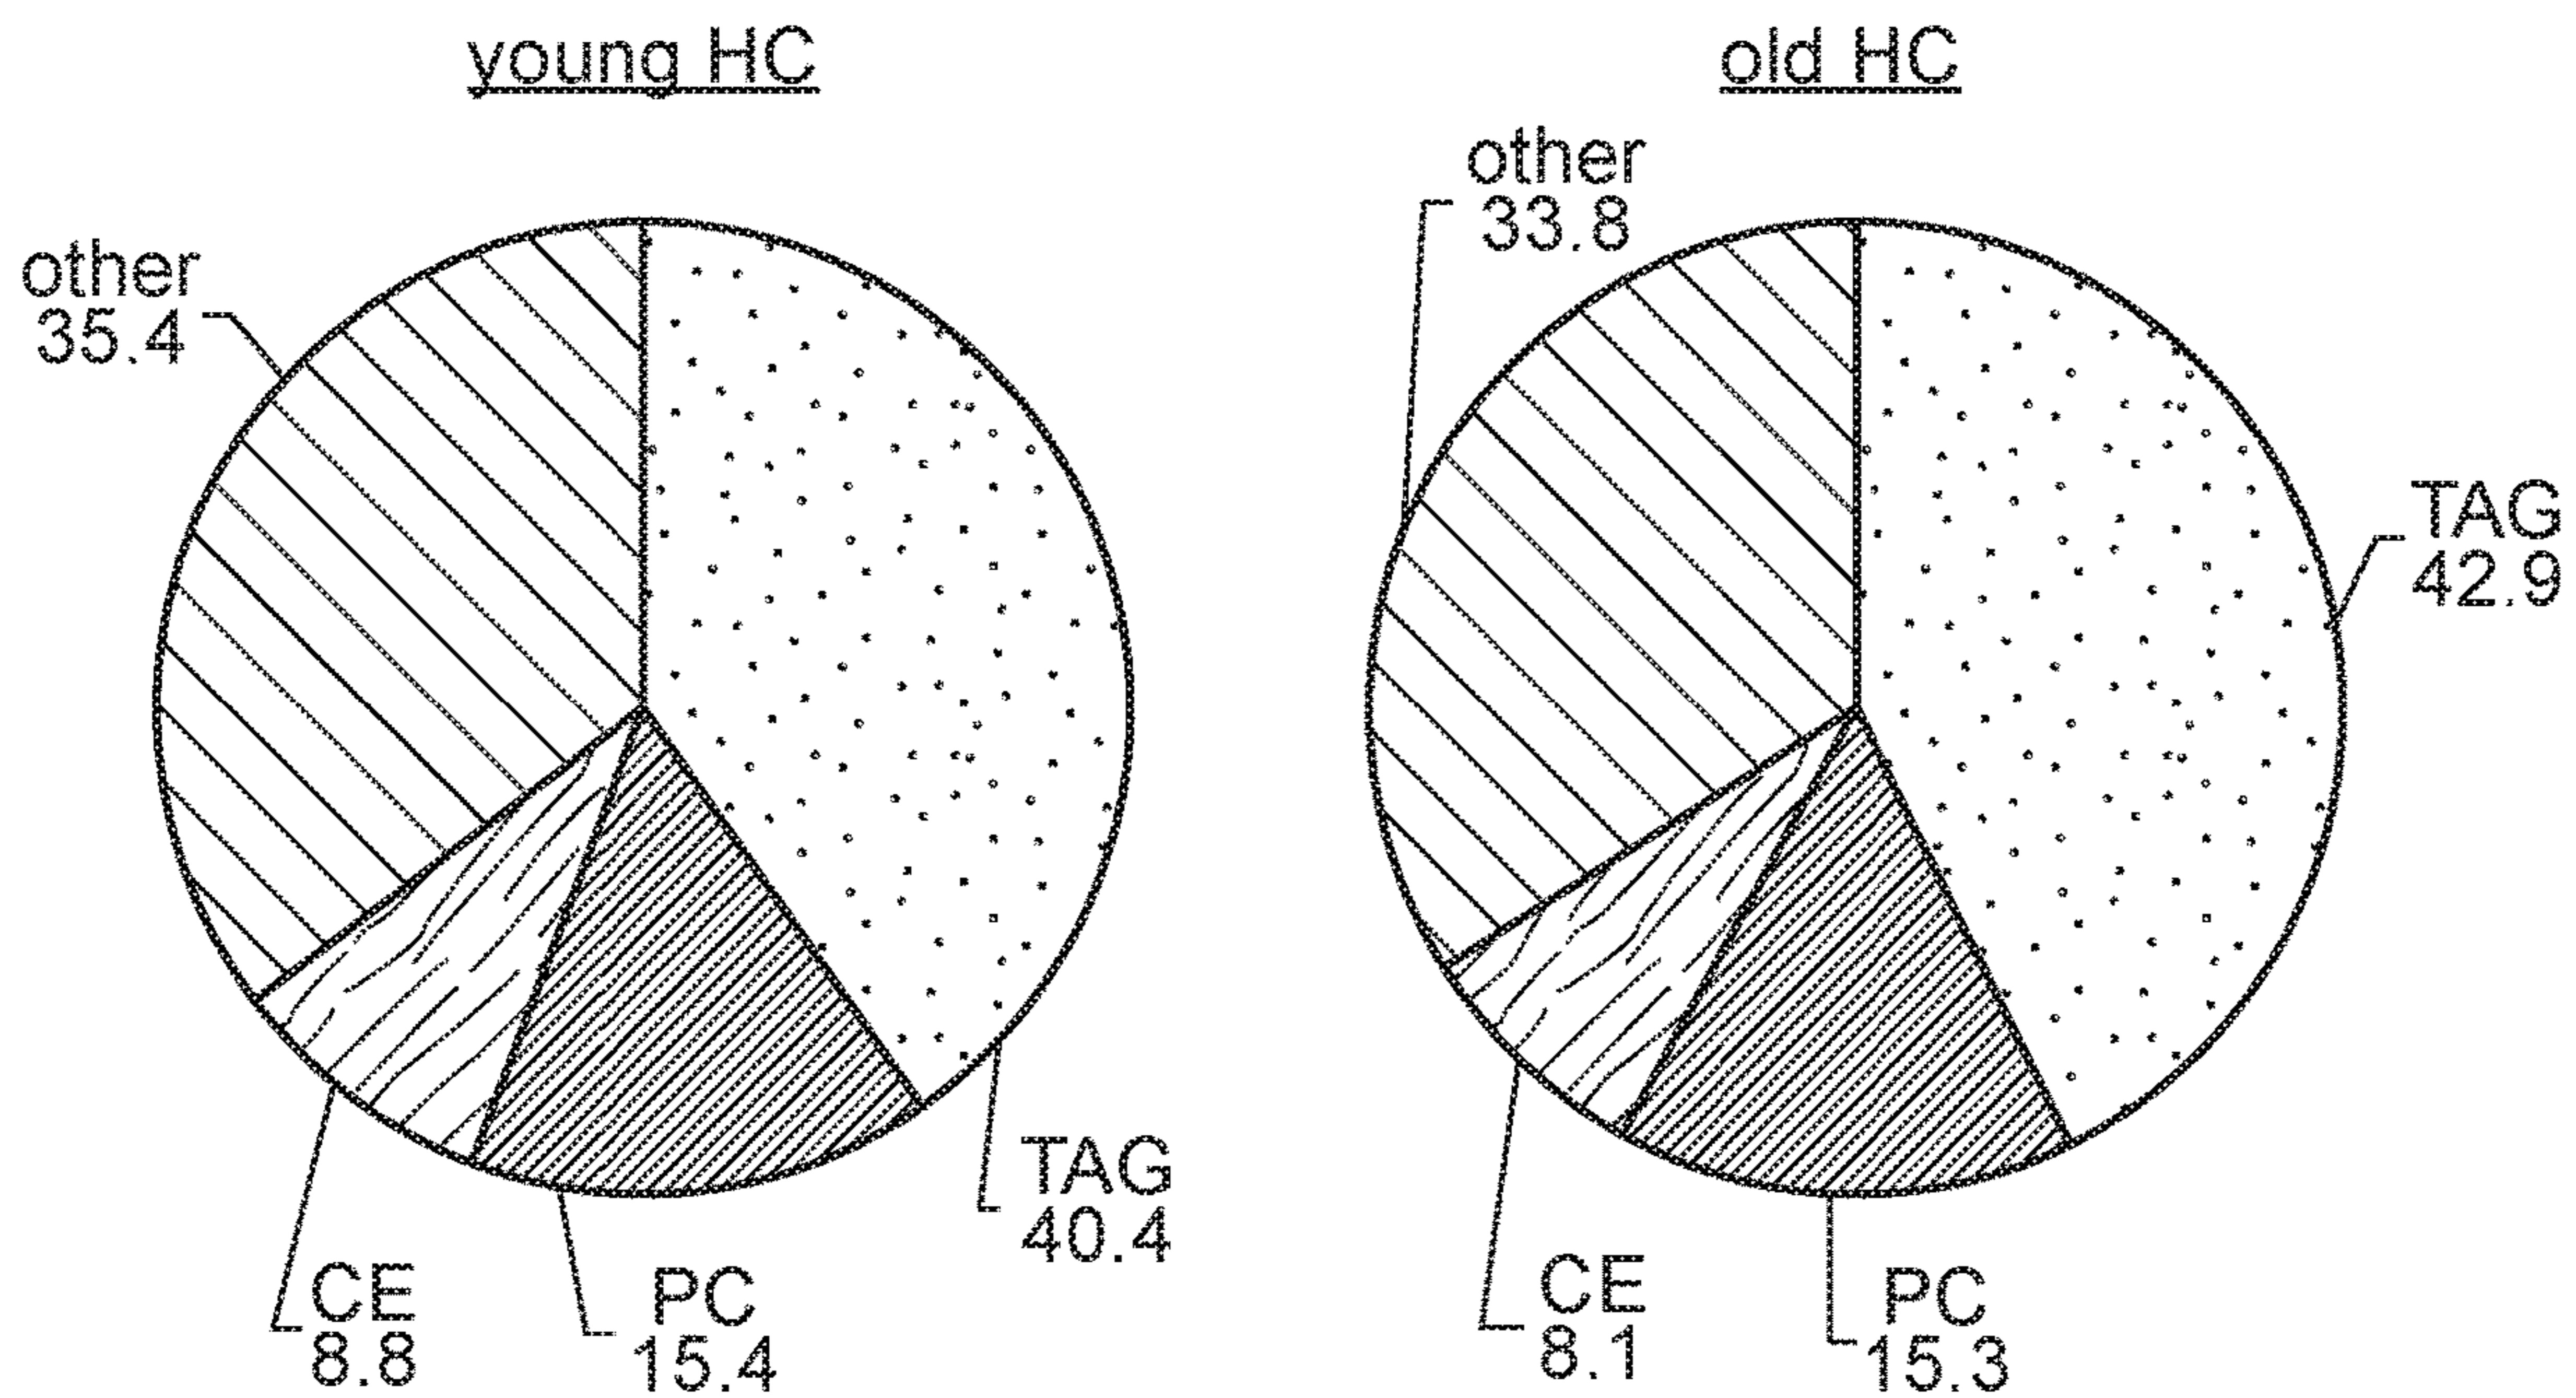 young HC
other
35.4
TAG
40.4
CE
8.8
PC
15.4
old HC
other
33.8
TAG
42.9
CE
8.1
PC
15.3